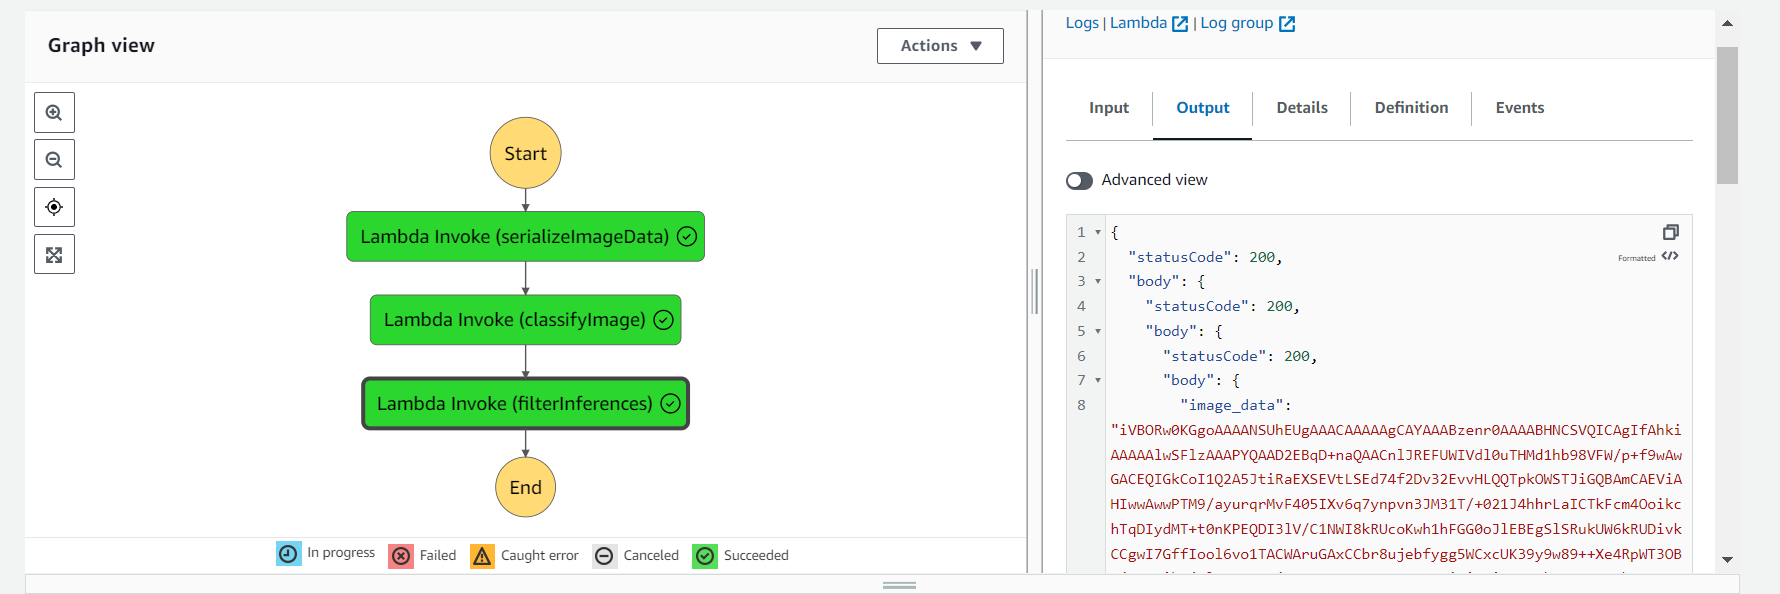 Graph view
Actions
Start
Lambda Invoke (serializeImageData)
Lambda Invoke (classifyImage)
Lambda Invoke (filterInferences)
End
In progress
Failed
Caught error
Canceled
Succeeded
Logs | Lambda | Log group
Input
Output
Details
Definition
Events
Advanced view
Formatted
1 {
2 "statusCode": 200,
3 "body": {
4 "statusCode": 200,
5 "body": {
6 "statusCode": 200,
7 "body": {
8 "image_data":
"iVBORw0KGgoAAAANSUhEUgAAACAAAAAgCAYAAABzenr0AAAABHNCSVQICAgIfAhki
AAAAAlwSFlzAAAPYQAAD2EBqD+naQAACnlJREFUWIVdl0uTHMd1hb98VFW/p+f9wAw
GACEQIGkCoI1Q2A5JtiRaEXSEVtLSEd74f2Dv32EvvHLQQTpkOWSTJiGQBAmCAEViA
HIwwAwwPTM9/ayurqrMvF405IXv6q7ynpvn3JM31T/+021J4hhrLaICTkFcm4Ooikc
hTqDIydMT+t0nKPEQDI3lV/C1NWI8kRUcoKwh1hFGG0oJlEBEgSlSRukUW6kRUDivk
CCgwI7GffIool6vo1TACWAruGAxCCbr8ujebfygg5WCxcUK39y9w89++Xe4RpWT3OB